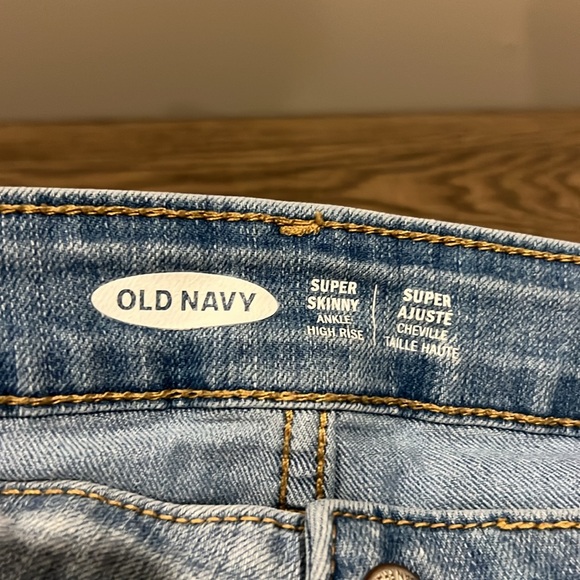 OLD NAVY
SUPER
SKINNY
ANKLE
HIGH RISE
SUPER
AJUSTÉ
CHEVILLE
TAILLE HAUTE